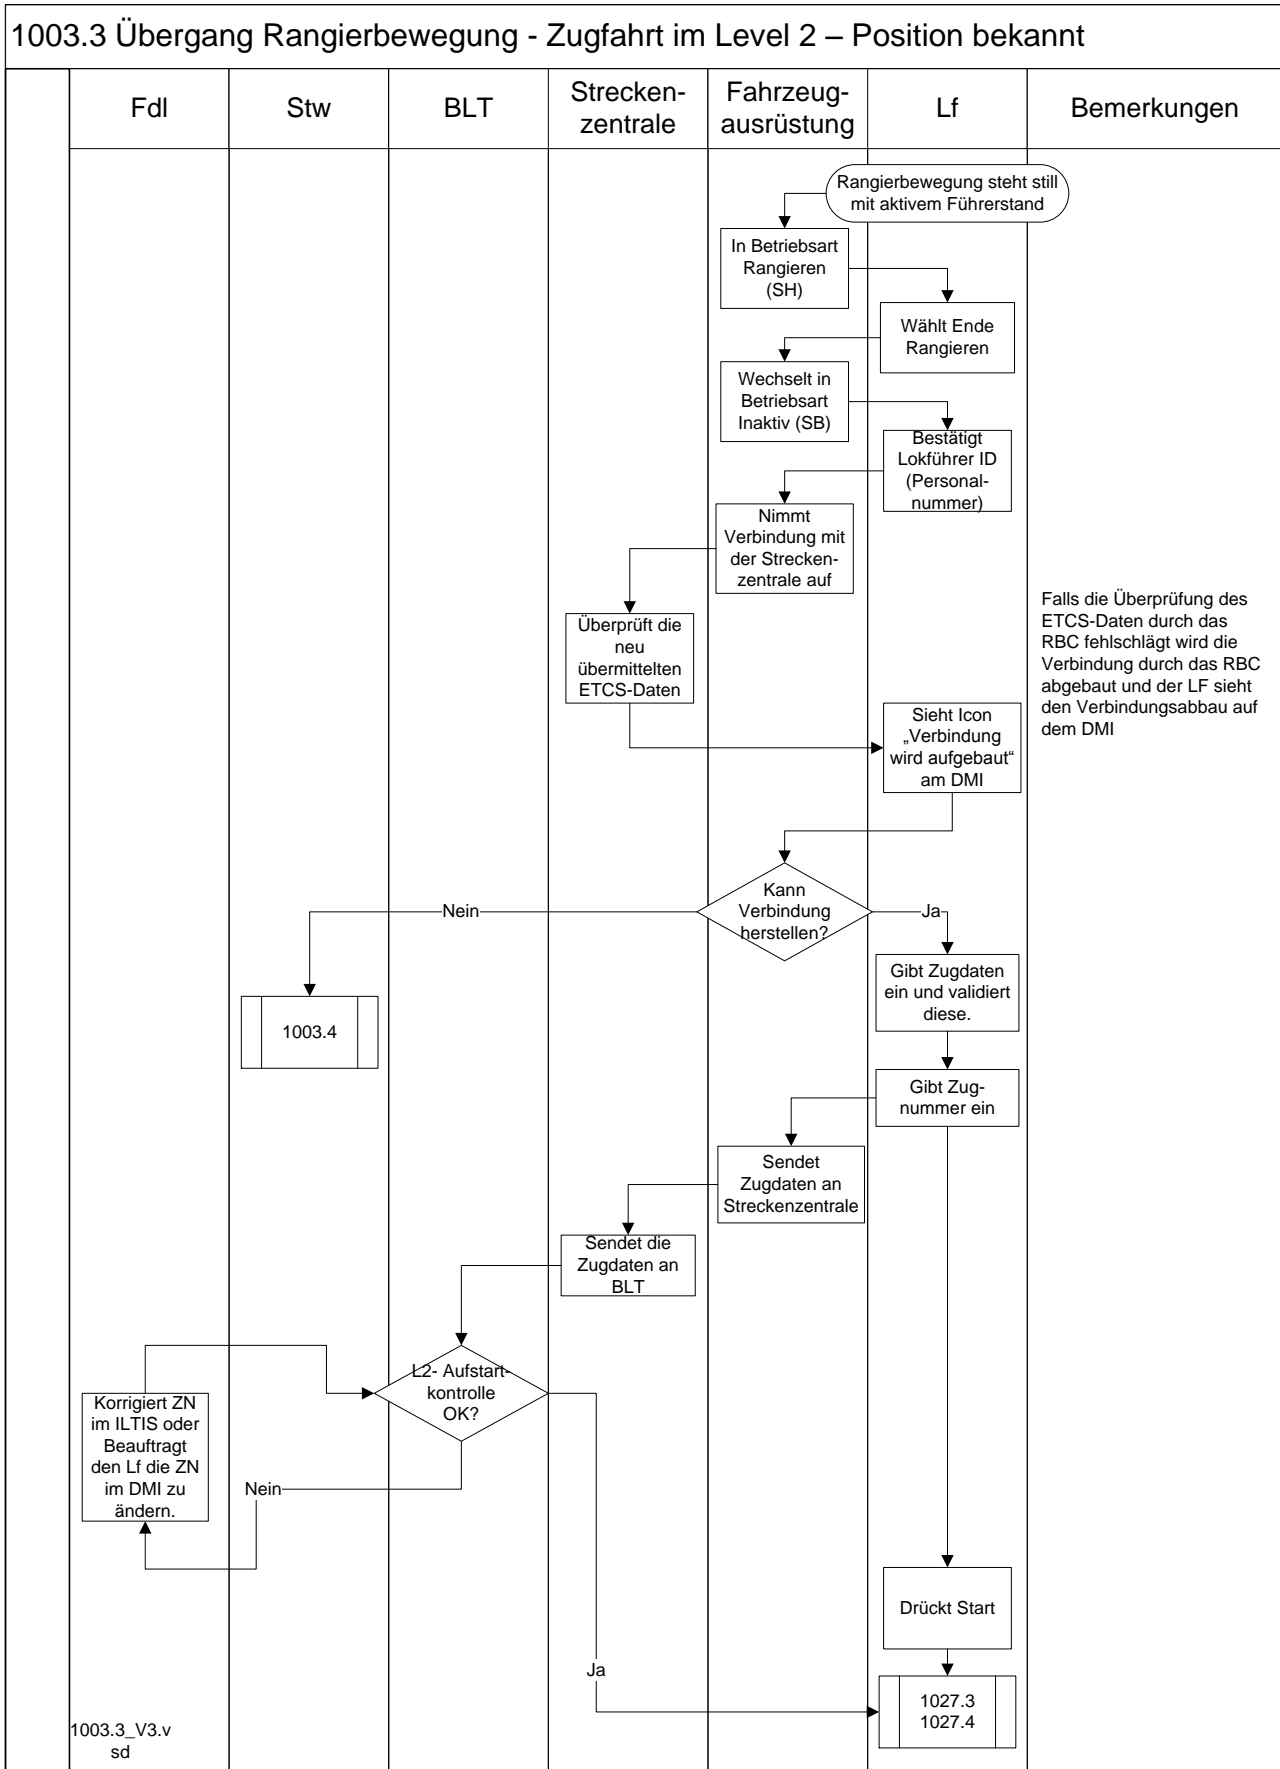 1003.3 Übergang Rangierbewegung - Zugfahrt im Level 2 – Position bekannt
Fdl
Stw
BLT
Strecken-
zentrale
Fahrzeug-
ausrüstung
Lf
Bemerkungen
Rangierbewegung steht still
mit aktivem Führerstand
In Betriebsart
Rangieren
(SH)
Wählt Ende
Rangieren
Wechselt in
Betriebsart
Inaktiv (SB)
Bestätigt
Lokführer ID
(Personal-
nummer)
Nimmt
Verbindung mit
der Strecken-
zentrale auf
Überprüft die
neu
übermittelten
ETCS-Daten
Falls die Überprüfung des
ETCS-Daten durch das
RBC fehlschlägt wird die
Verbindung durch das RBC
abgebaut und der LF sieht
den Verbindungsabbau auf
dem DMI
Sieht Icon
„Verbindung
wird aufgebaut“
am DMI
Kann
Verbindung
herstellen?
Nein
Ja
Gibt Zugdaten
ein und validiert
diese.
1003.4
Gibt Zug-
nummer ein
Sendet
Zugdaten an
Streckenzentrale
Sendet die
Zugdaten an
BLT
L2- Aufstart-
kontrolle
OK?
Korrigiert ZN
im ILTIS oder
Beauftragt
den Lf die ZN
im DMI zu
ändern.
Nein
Drückt Start
Ja
1027.3
1027.4
1003.3_V3.v
sd